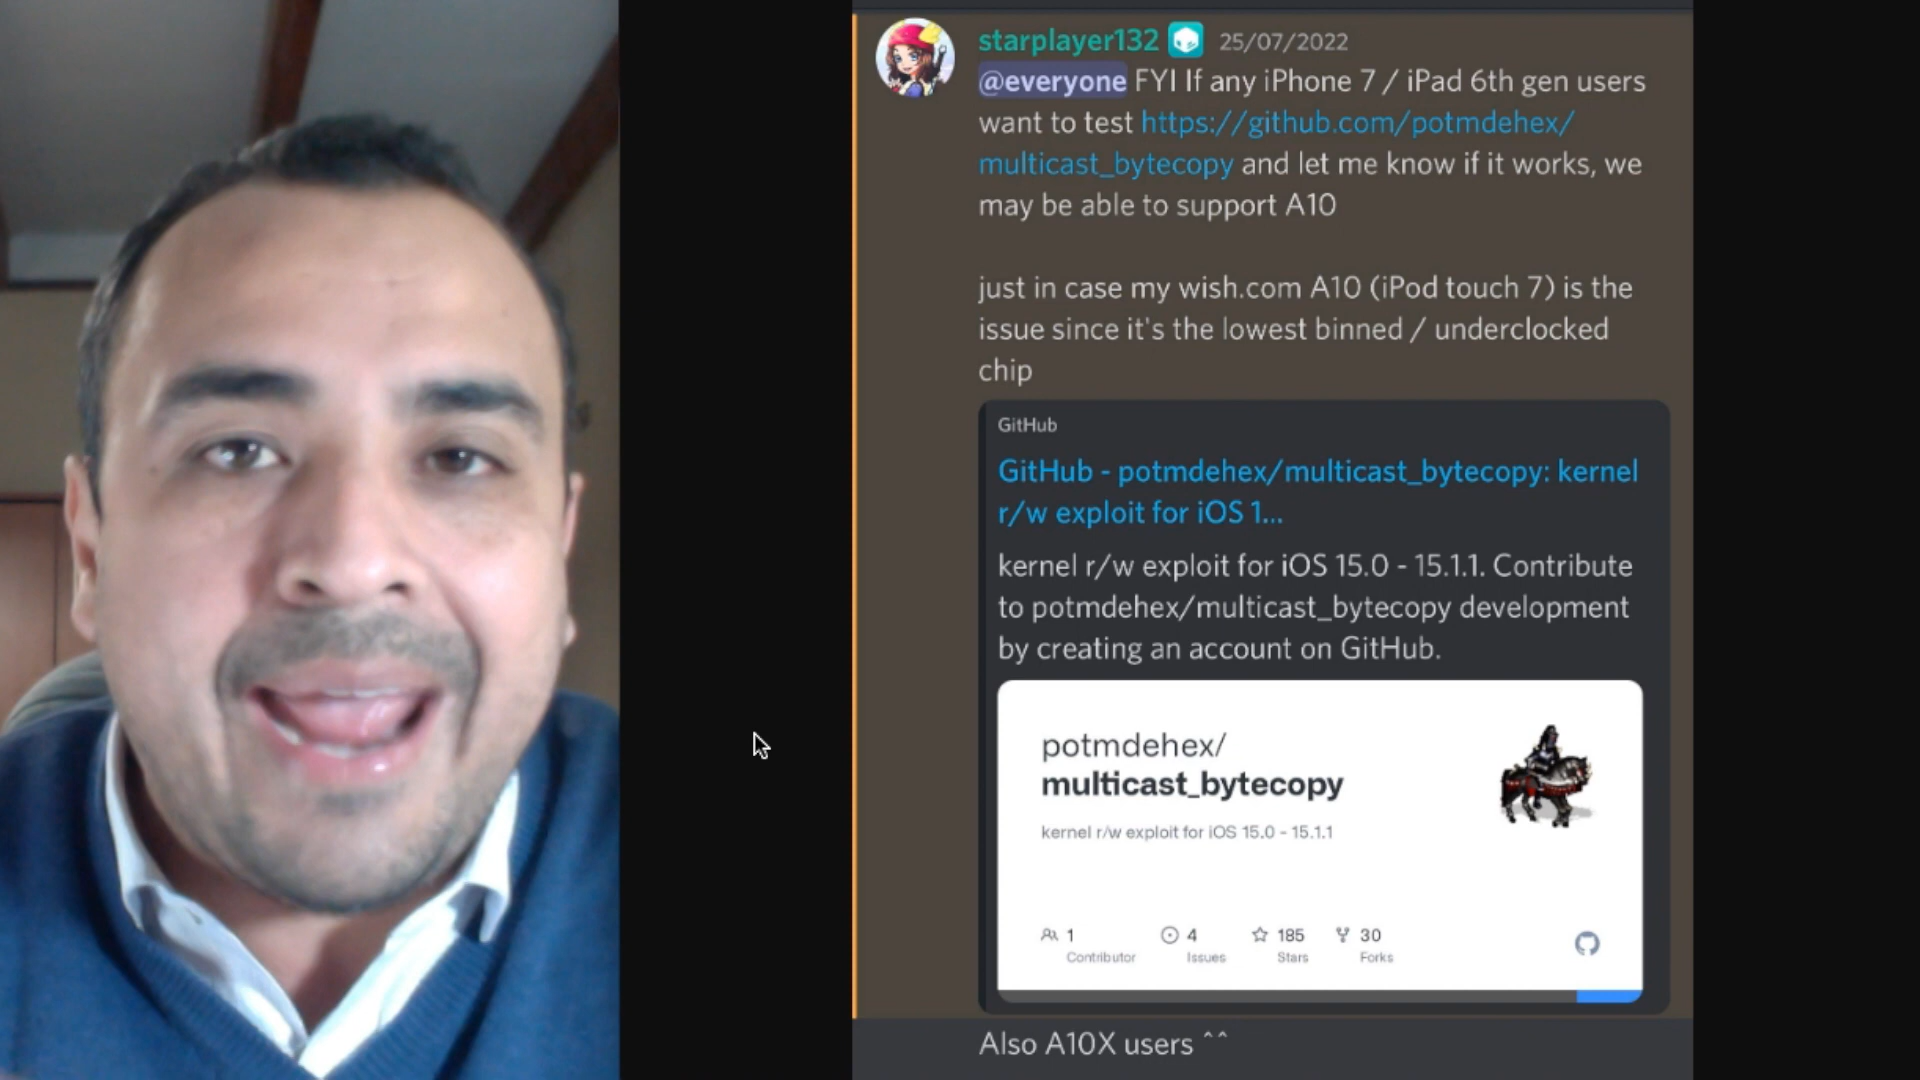 starplayer132 25/07/2022
@everyone FYI If any iPhone 7 / iPad 6th gen users
want to test https://github.com/potmdehex/
multicast_bytecopy and let me know if it works, we
may be able to support A10
just in case my wish.com A10 (iPod touch 7) is the
issue since it's the lowest binned / underclocked
chip
GitHub
GitHub - potmdehex/multicast_bytecopy: kernel
r/w exploit for iOS 1...
kernel r/w exploit for iOS 15.0 - 15.1.1. Contribute
to potmdehex/multicast_bytecopy development
by creating an account on GitHub.
potmdehex/
multicast_bytecopy
kernel r/w exploit for iOS 15.0 - 15.1.1
1 4 185 30
Contributor Issues Stars Forks
Also A10X users ^^